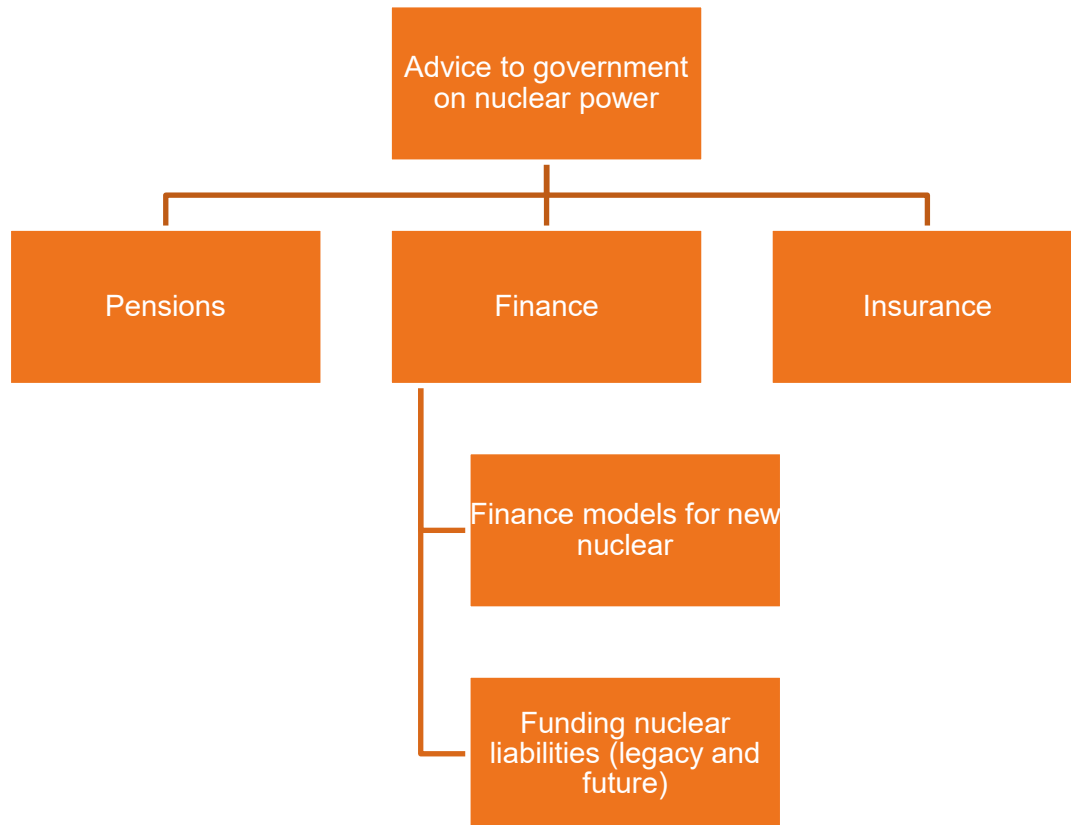 Advice to government
on nuclear power
Pensions
Finance
Insurance
Finance models for new
nuclear
Funding nuclear
liabilities (legacy and
future)